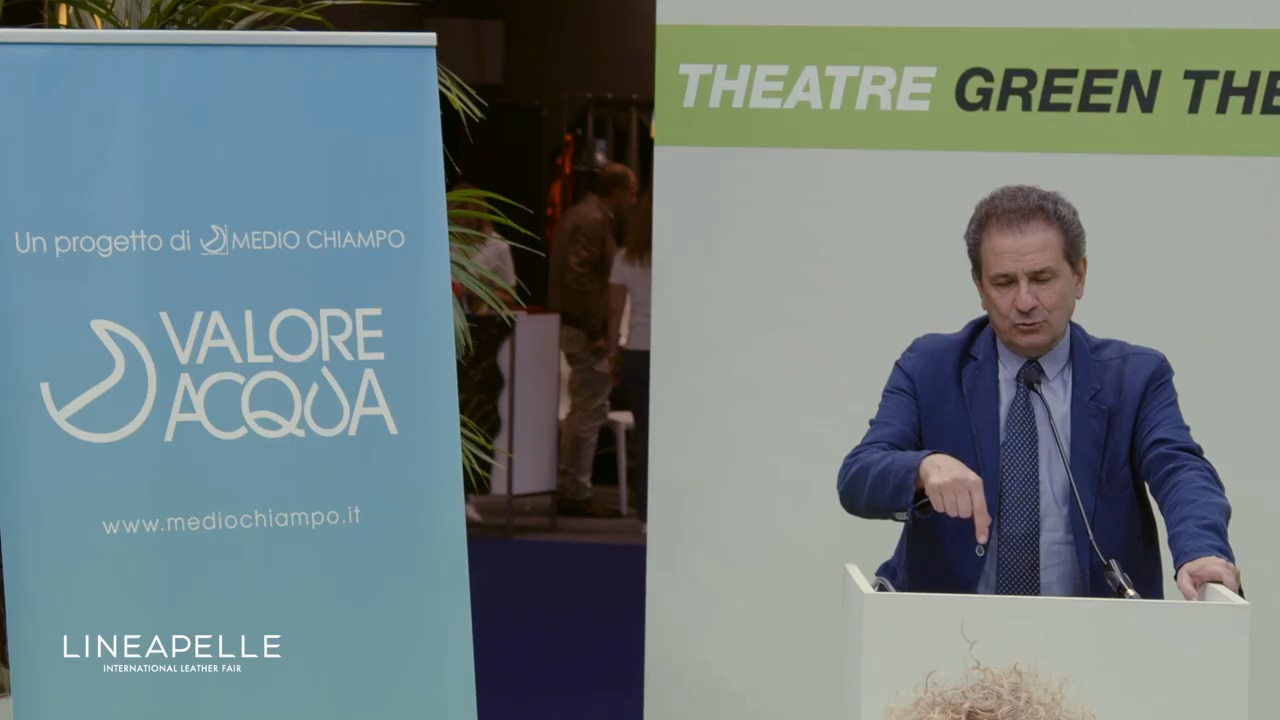 THEATRE GREEN THE
Un progetto di MEDIO CHIAMPO
VALORE
ACQUA
www.mediochiampo.it
LINEAPELLE
INTERNATIONAL LEATHER FAIR